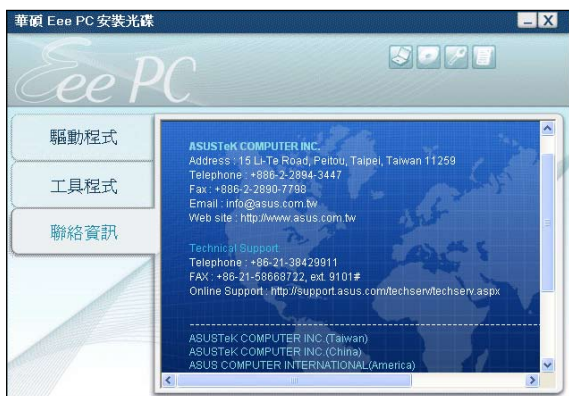 華碩 Eee PC 安裝光碟
Eee PC
驅動程式
工具程式
聯絡資訊
ASUSTeK COMPUTER INC.
Address : 15 Li-Te Road, Peitou, Taipei, Taiwan 11259
Telephone : +886-2-2894-3447
Fax : +886-2-2890-7798
Email : info@asus.com.tw
Web site : http://www.asus.com.tw
Technical Support
Telephone : +86-21-38429911
FAX : +86-21-58668722, ext. 9101#
Online Support : http://support.asus.com/techserv/techserv.aspx
ASUSTeK COMPUTER INC.(Taiwan)
ASUSTeK COMPUTER INC.(China)
ASUS COMPUTER INTERNATIONAL(America)